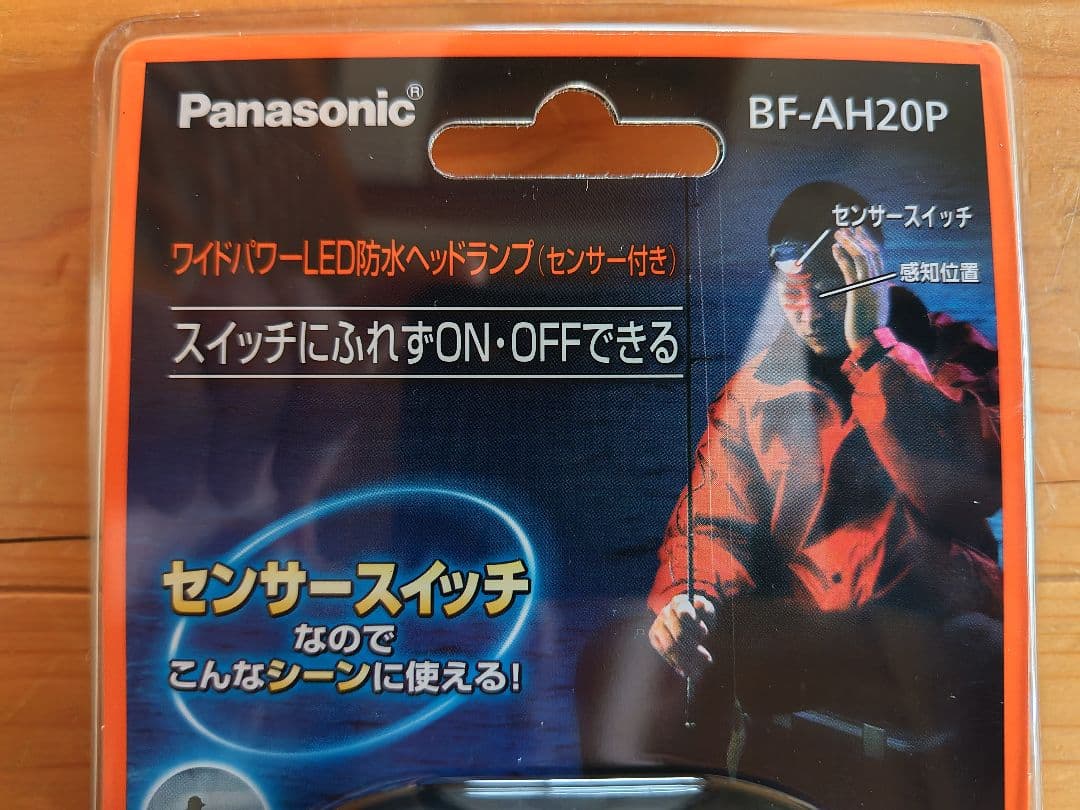 Panasonic®
BF-AH20P
センサースイッチ
感知位置
ワイドパワーLED防水ヘッドランプ(センサー付き)
スイッチにふれずON・OFFできる
センサースイッチ
なので
こんなシーンに使える!